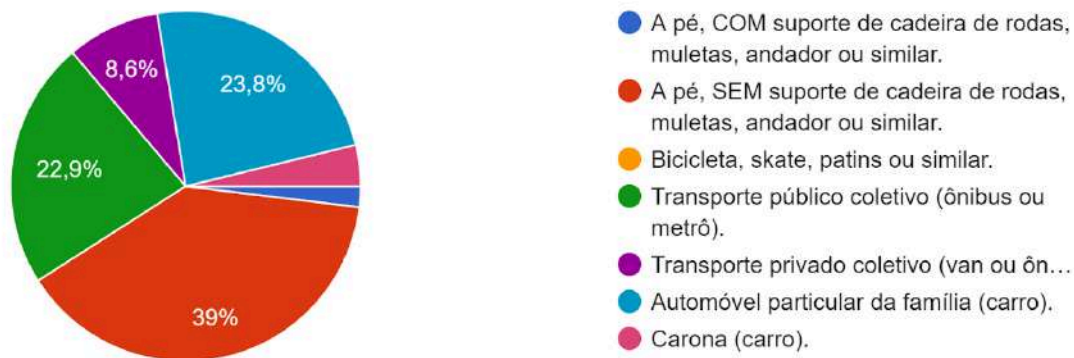 8,6%
23,8%
22,9%
39%
A pé, COM suporte de cadeira de rodas,
muletas, andador ou similar.
A pé, SEM suporte de cadeira de rodas,
muletas, andador ou similar.
Bicicleta, skate, patins ou similar.
Transporte público coletivo (ônibus ou
metrô).
Transporte privado coletivo (van ou ôn…
Automóvel particular da família (carro).
Carona (carro).